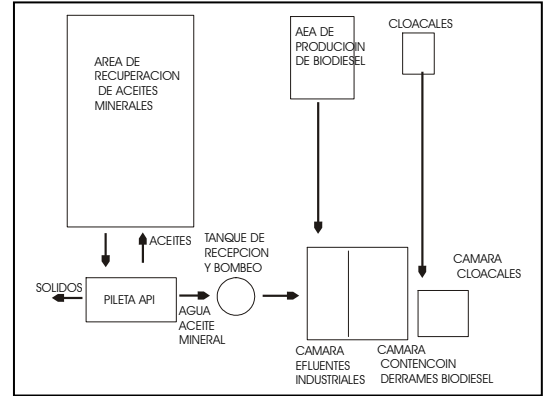 AREA DE
RECUPERACION
DE ACEITES
MINERALES
AEA DE
PRODUCIOIN
DE BIODIESEL
CLOACALES
ACEITES
TANQUE DE
RECEPCION
Y BOMBEO
SOLIDOS
PILETA API
AGUA
ACEITE
MINERAL
CAMARA
CLOACALES
CAMARA
EFLUENTES
INDUSTRIALES
CAMARA
CONTENCOIN
DERRAMES BIODIESEL